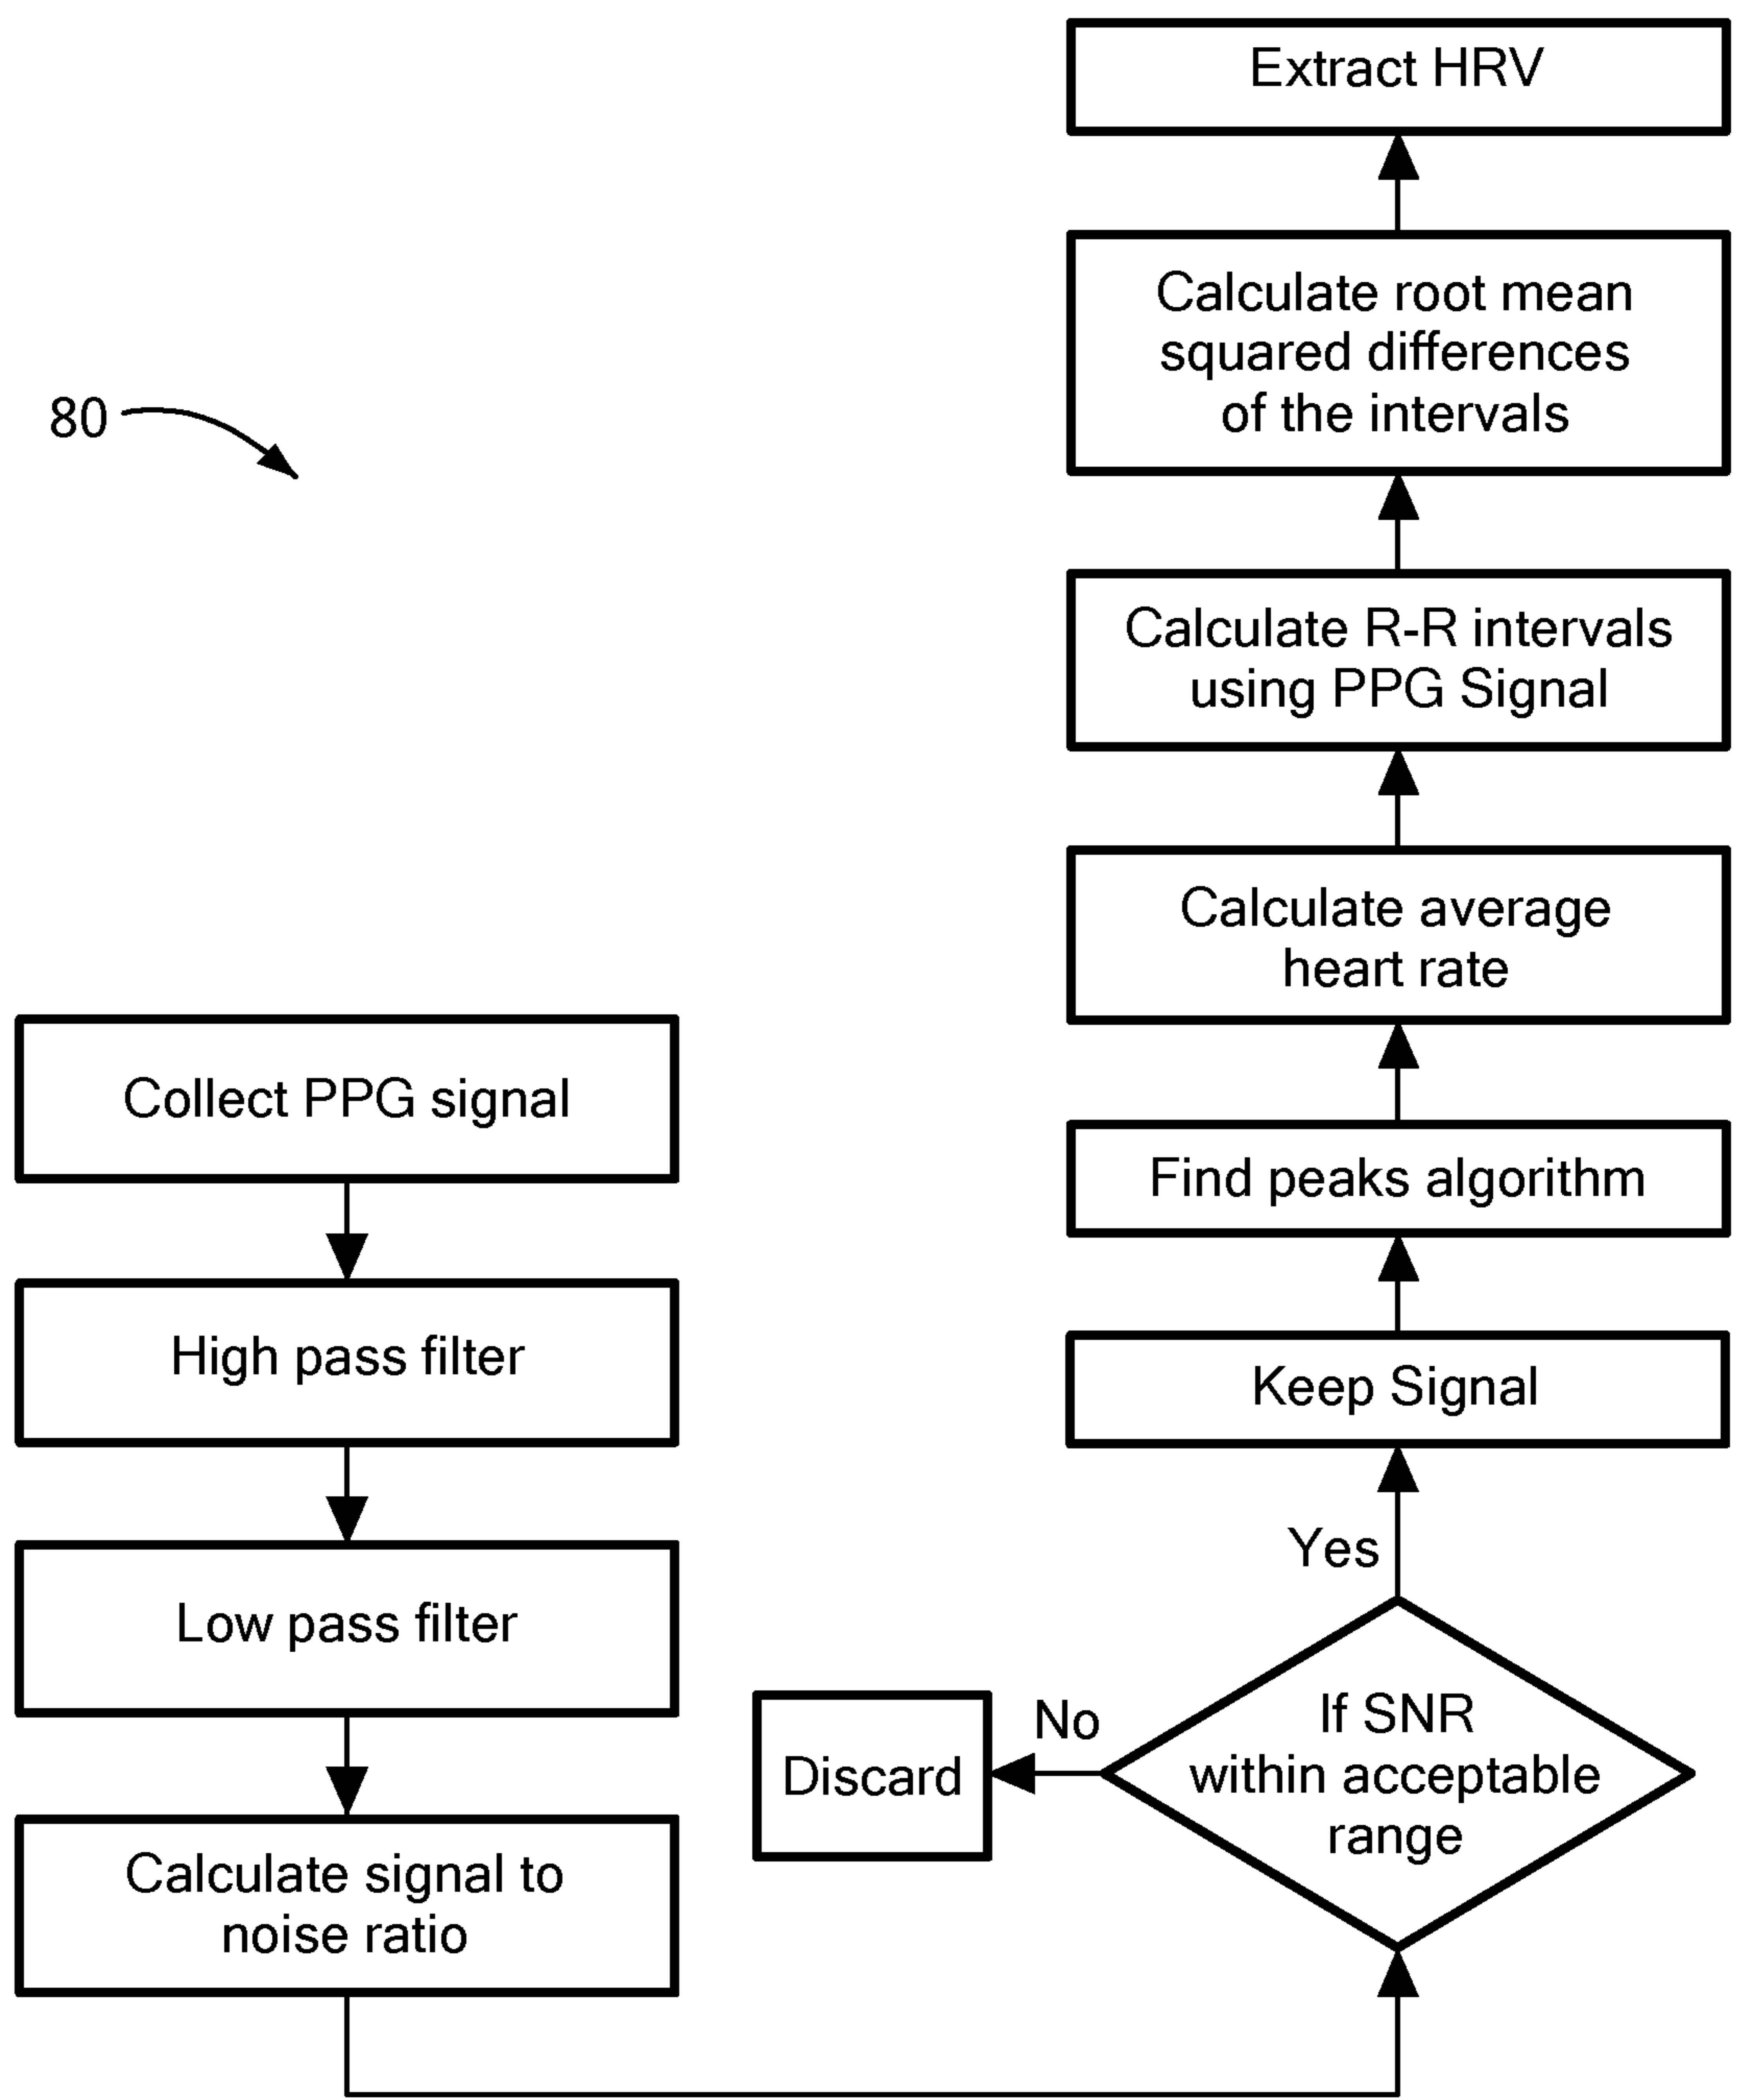 80
Collect PPG signal
High pass filter
Low pass filter
Calculate signal to
noise ratio
If SNR
within acceptable
range
No
Discard
Yes
Keep Signal
Find peaks algorithm
Calculate average
heart rate
Calculate R-R intervals
using PPG Signal
Calculate root mean
squared differences
of the intervals
Extract HRV